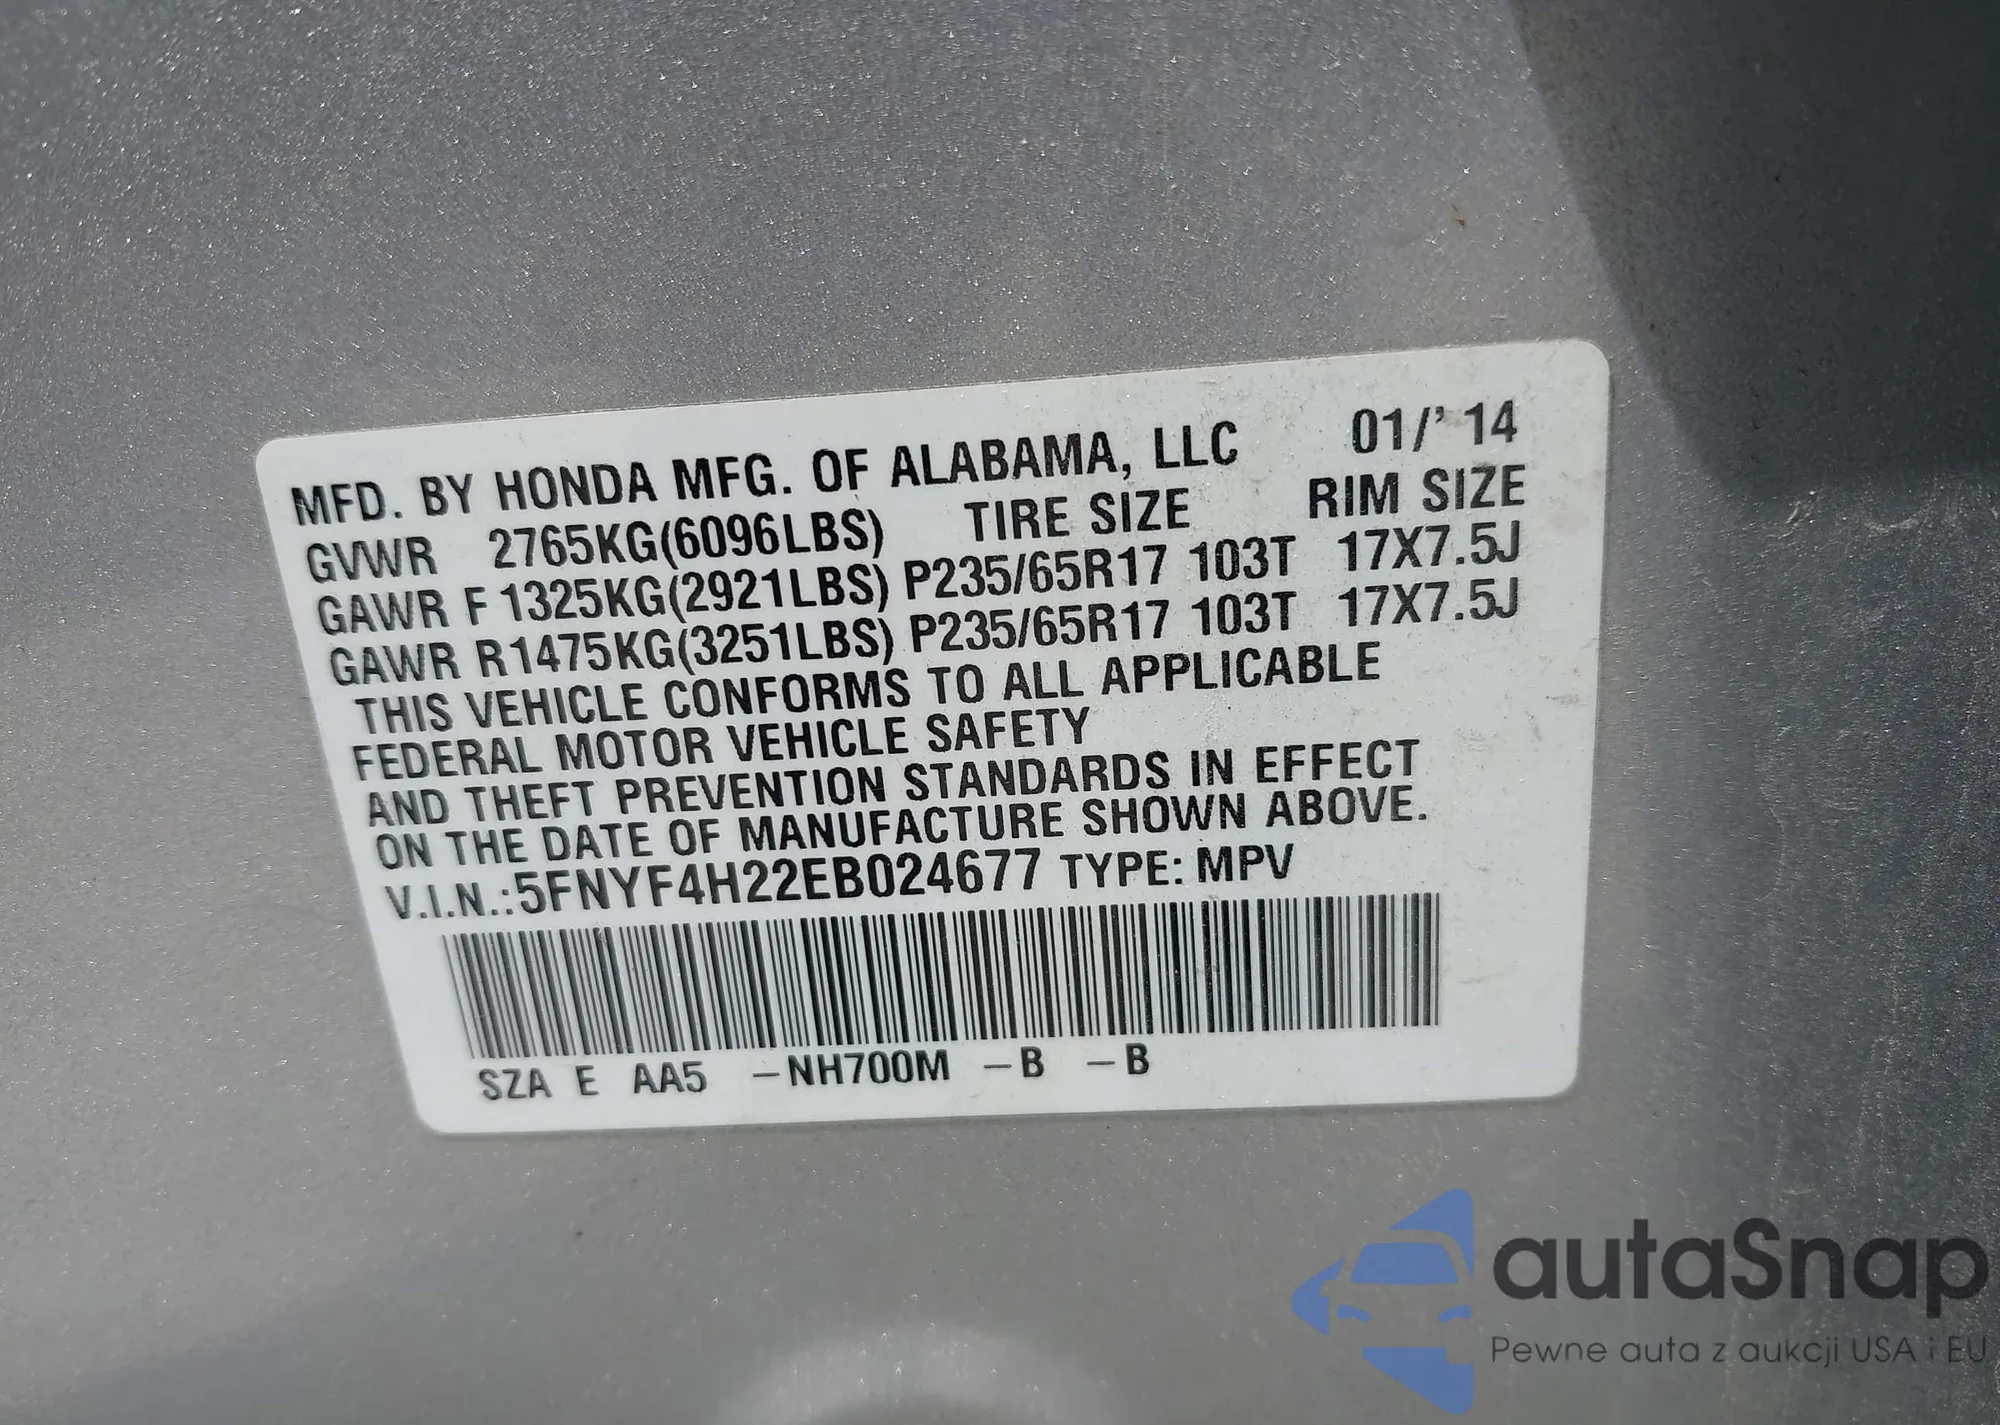 MFD. BY HONDA MFG. OF ALABAMA, LLC 01/'14
GVWR 2765KG(6096LBS) TIRE SIZE RIM SIZE
GAWR F 1325KG(2921LBS) P235/65R17 103T 17X7.5J
GAWR R1475KG(3251LBS) P235/65R17 103T 17X7.5J
THIS VEHICLE CONFORMS TO ALL APPLICABLE
FEDERAL MOTOR VEHICLE SAFETY
AND THEFT PREVENTION STANDARDS IN EFFECT
ON THE DATE OF MANUFACTURE SHOWN ABOVE.
V.I.N.:5FNYF4H22EB024677 TYPE: MPV
SZA E AA5 –NH700M –B –B
autaSnap
Pewne auta z aukcji USA i EU